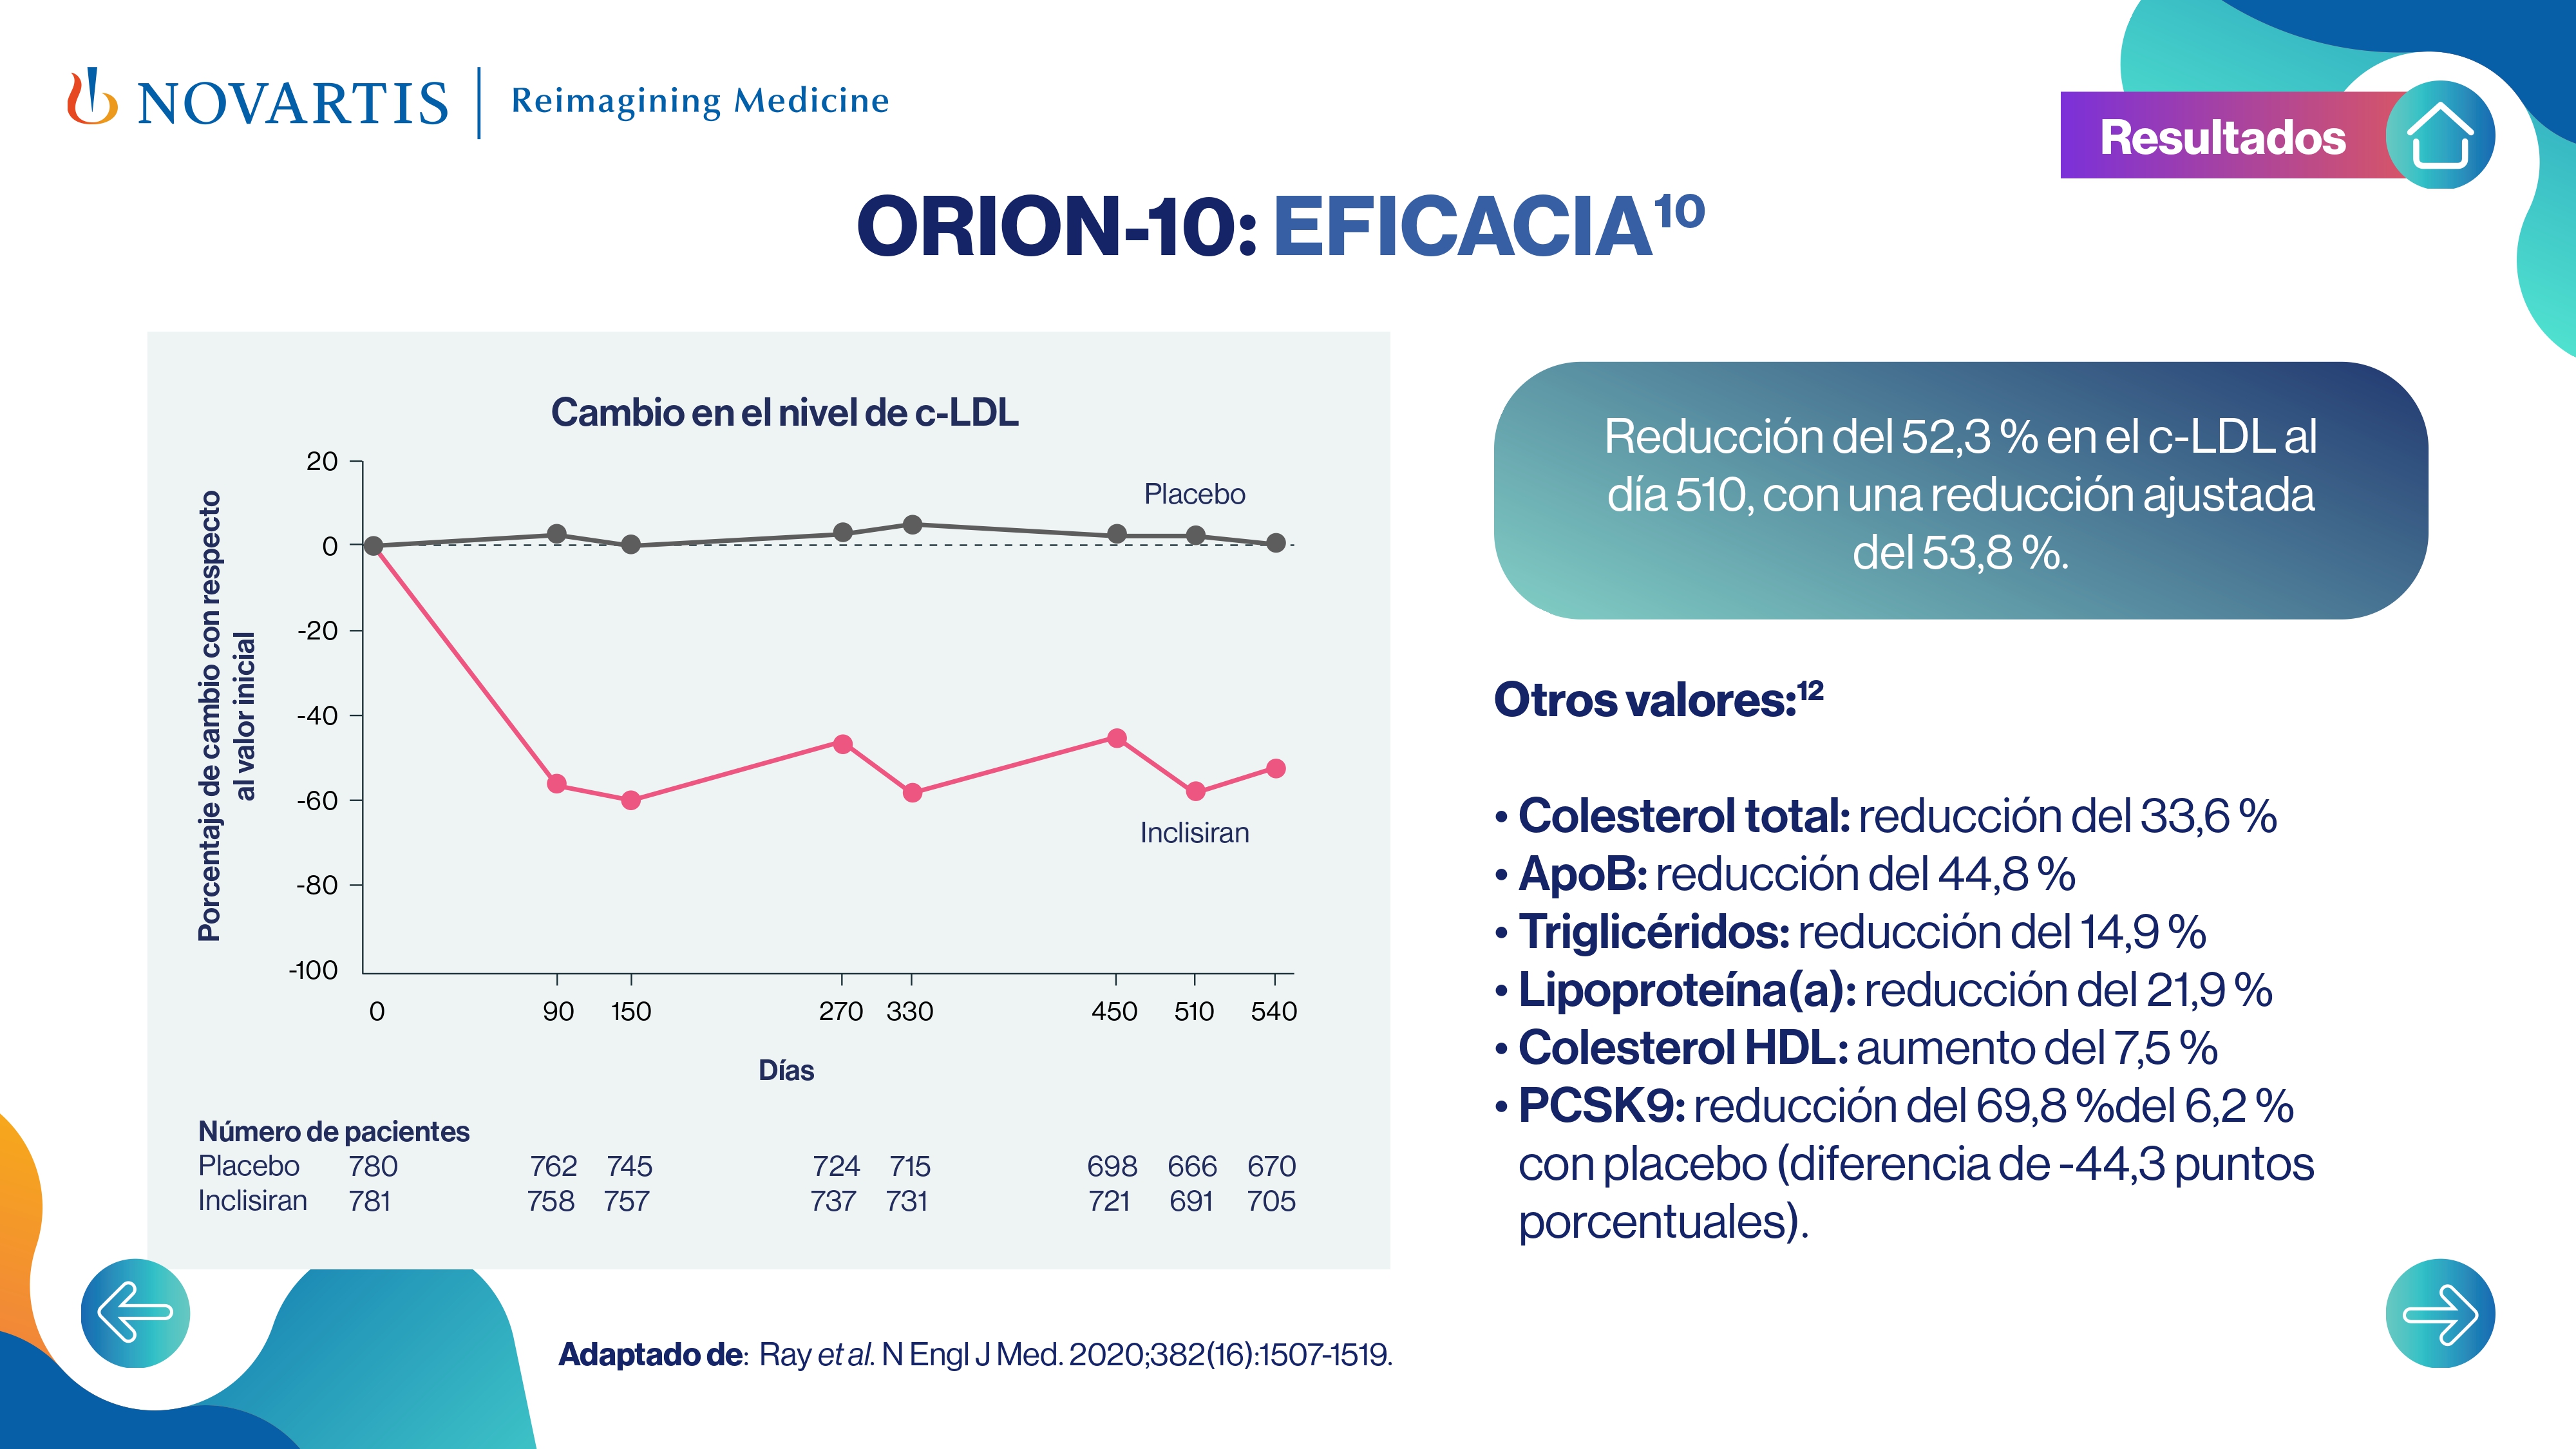 NOVARTIS | Reimagining Medicine
Resultados
ORION-10: EFICACIA¹⁰
Cambio en el nivel de c-LDL
Porcentaje de cambio con respecto
al valor inicial
20
0
-20
-40
-60
-80
-100
Placebo
Inclisiran
0 90 150 270 330 450 510 540
Días
Número de pacientes
Placebo 780 762 745 724 715 698 666 670
Inclisiran 781 758 757 737 731 721 691 705
Reducción del 52,3 % en el c-LDL al
día 510, con una reducción ajustada
del 53,8 %.
Otros valores:¹²
• Colesterol total: reducción del 33,6 %
• ApoB: reducción del 44,8 %
• Triglicéridos: reducción del 14,9 %
• Lipoproteína(a): reducción del 21,9 %
• Colesterol HDL: aumento del 7,5 %
• PCSK9: reducción del 69,8 %del 6,2 %
con placebo (diferencia de -44,3 puntos
porcentuales).
Adaptado de: Ray et al. N Engl J Med. 2020;382(16):1507-1519.